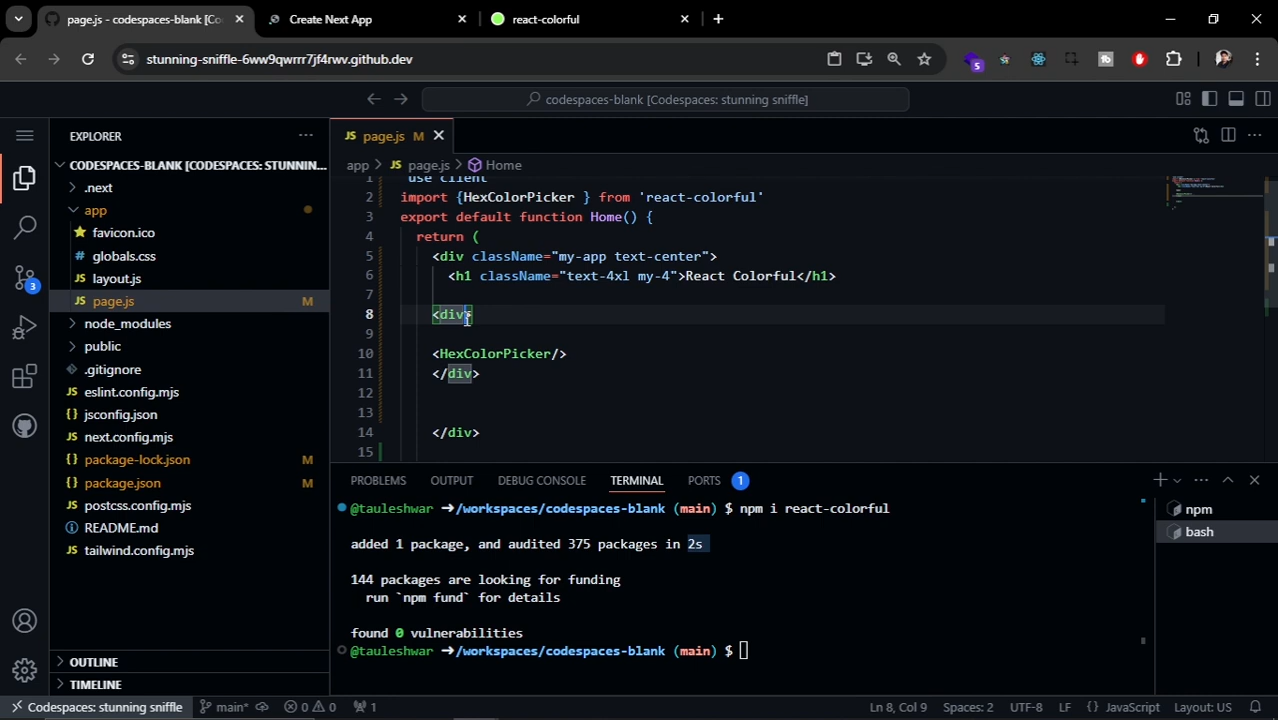 page.js - codespaces-blank [Co
Create Next App
react-colorful
stunning-sniffle-6ww9qwrrr7jf4rwv.github.dev
codespaces-blank [Codespaces: stunning sniffle]
EXPLORER
CODESPACES-BLANK [CODESPACES: STUNNIN...
.next
app
favicon.ico
globals.css
layout.js
page.js M
node_modules
public
.gitignore
eslint.config.mjs
jsconfig.json
next.config.mjs
package-lock.json M
package.json M
postcss.config.mjs
README.md
tailwind.config.mjs
OUTLINE
TIMELINE
JS page.js M
app > JS page.js > Home
1 'use client'
2 import {HexColorPicker } from 'react-colorful'
3 export default function Home() {
4 return (
5 <div className="my-app text-center">
6 <h1 className="text-4xl my-4">React Colorful</h1>
7
8 <div>
9
10 <HexColorPicker/>
11 </div>
12
13
14 </div>
15
PROBLEMS OUTPUT DEBUG CONSOLE TERMINAL PORTS 1
@tauleshwar ➜/workspaces/codespaces-blank (main) $ npm i react-colorful
added 1 package, and audited 375 packages in 2s
144 packages are looking for funding
run `npm fund` for details
found 0 vulnerabilities
@tauleshwar ➜/workspaces/codespaces-blank (main) $
npm
bash
Codespaces: stunning sniffle main* 0 0 1 Ln 8, Col 9 Spaces: 2 UTF-8 LF {} JavaScript Layout: US